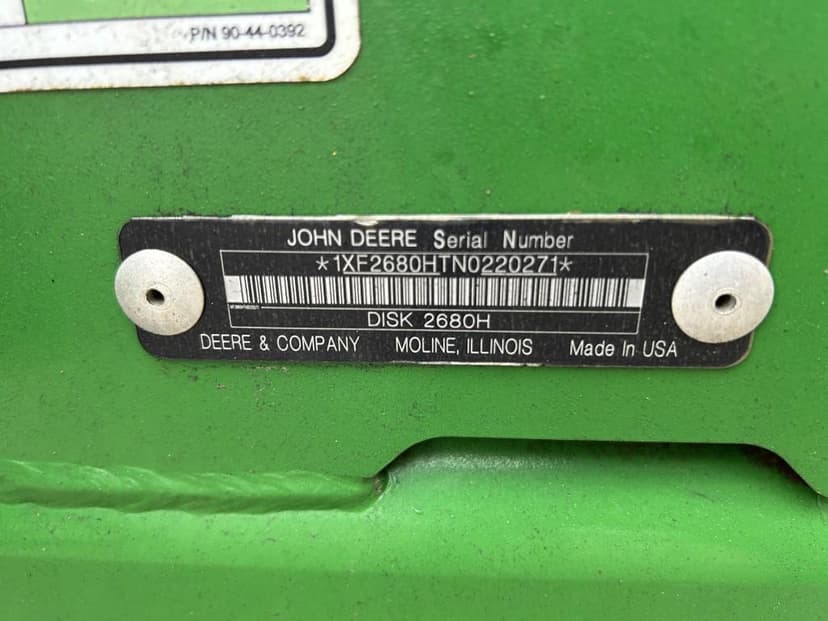 P/N 90-44-0392
JOHN DEERE Serial Number
*1XF2680HTN0220271*
DISK 2680H
DEERE & COMPANY MOLINE, ILLINOIS Made In USA